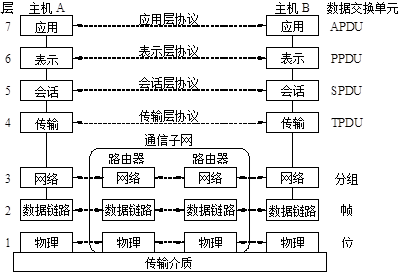 层 主机 A 主机 B 数据交换单元
7 应用 应用层协议 应用 APDU
6 表示 表示层协议 表示 PPDU
5 会话 会话层协议 会话 SPDU
4 传输 传输层协议 传输 TPDU
通信子网
路由器 路由器
3 网络 网络 网络 网络 分组
2 数据链路 数据链路 数据链路 数据链路 帧
1 物理 物理 物理 物理 位
传输介质